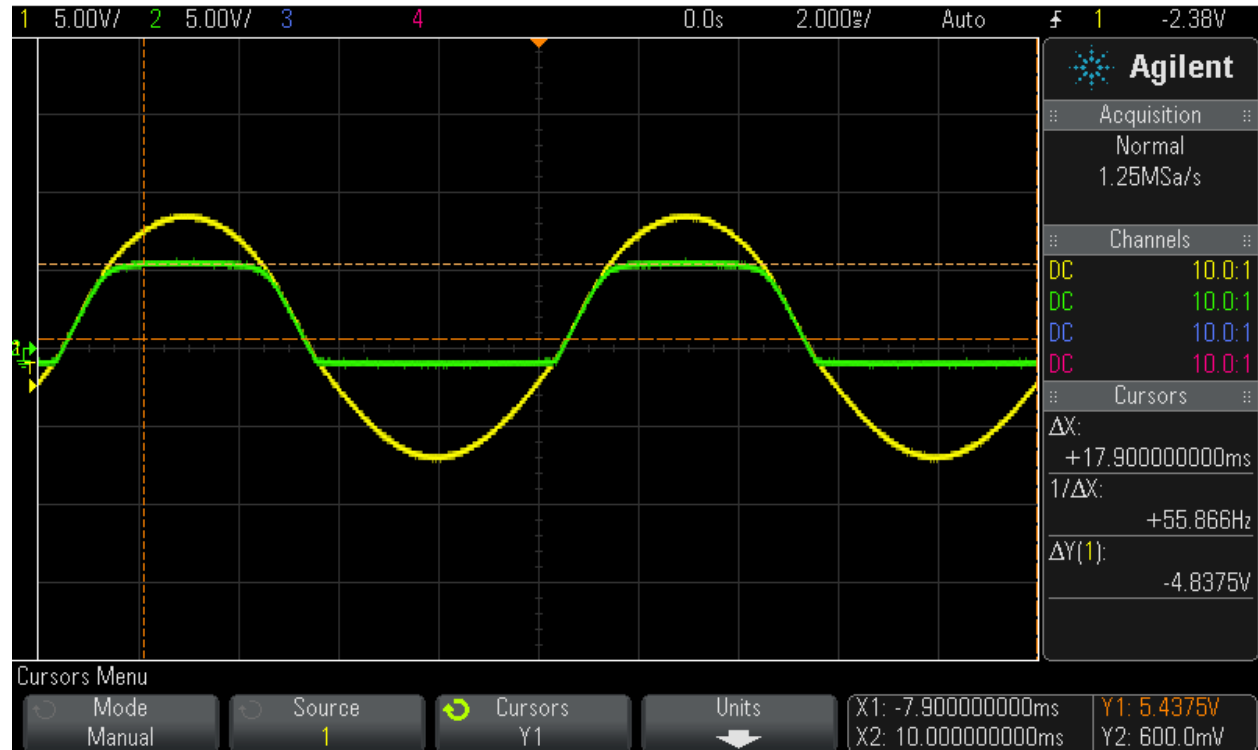 1 5.00V/ 2 5.00V/ 3 4 0.0s 2.000ms/ Auto 1 -2.38V
Agilent
Acquisition
Normal
1.25MSa/s
Channels
DC 10.0:1
DC 10.0:1
DC 10.0:1
DC 10.0:1
Cursors
ΔX:
+17.900000000ms
1/ΔX:
+55.866Hz
ΔY(1):
-4.8375V
Cursors Menu
Mode
Manual
Source
1
Cursors
Y1
Units
X1: -7.900000000ms
X2: 10.000000000ms
Y1: 5.4375V
Y2: 600.0mV